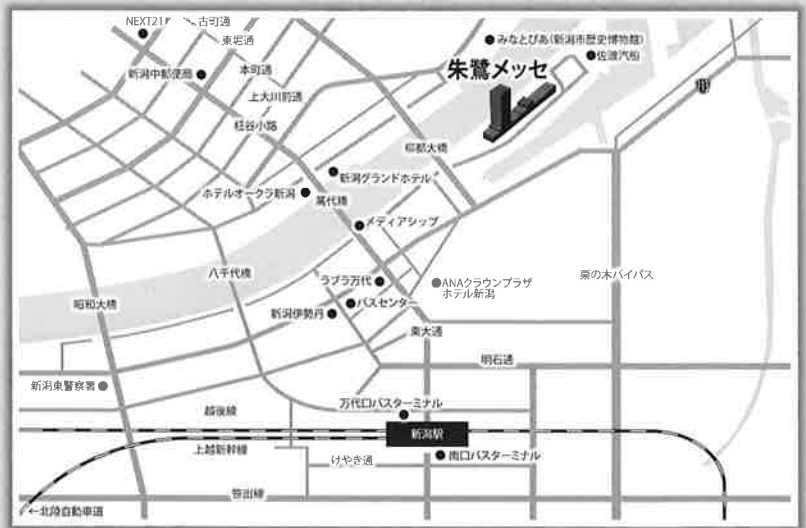 NEXT21
古町通
東堀通
みなとぴあ(新潟市歴史博物館)
佐渡汽船
朱鷺メッセ
新潟中郵便局
本町通
上大川前通
柾谷小路
柳都大橋
新潟グランドホテル
ホテルオークラ新潟
萬代橋
メディアシップ
八千代橋
ラブラ万代
ANAクラウンプラザ
ホテル新潟
栗の木バイパス
昭和大橋
バスセンター
新潟伊勢丹
東大通
明石通
新潟東警察署
万代口バスターミナル
越後線
新潟駅
上越新幹線
けやき通
南口バスターミナル
笹出線
←北陸自動車道